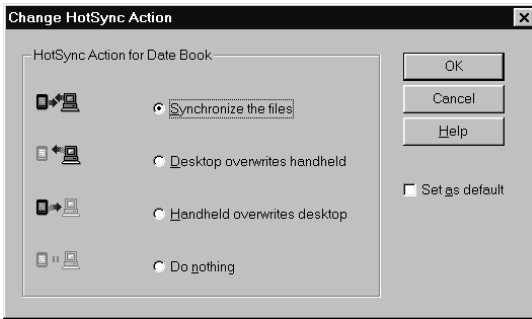 Change HotSync Action
HotSync Action for Date Book
Synchronize the files
Desktop overwrites handheld
Handheld overwrites desktop
Do nothing
OK
Cancel
Help
Set as default